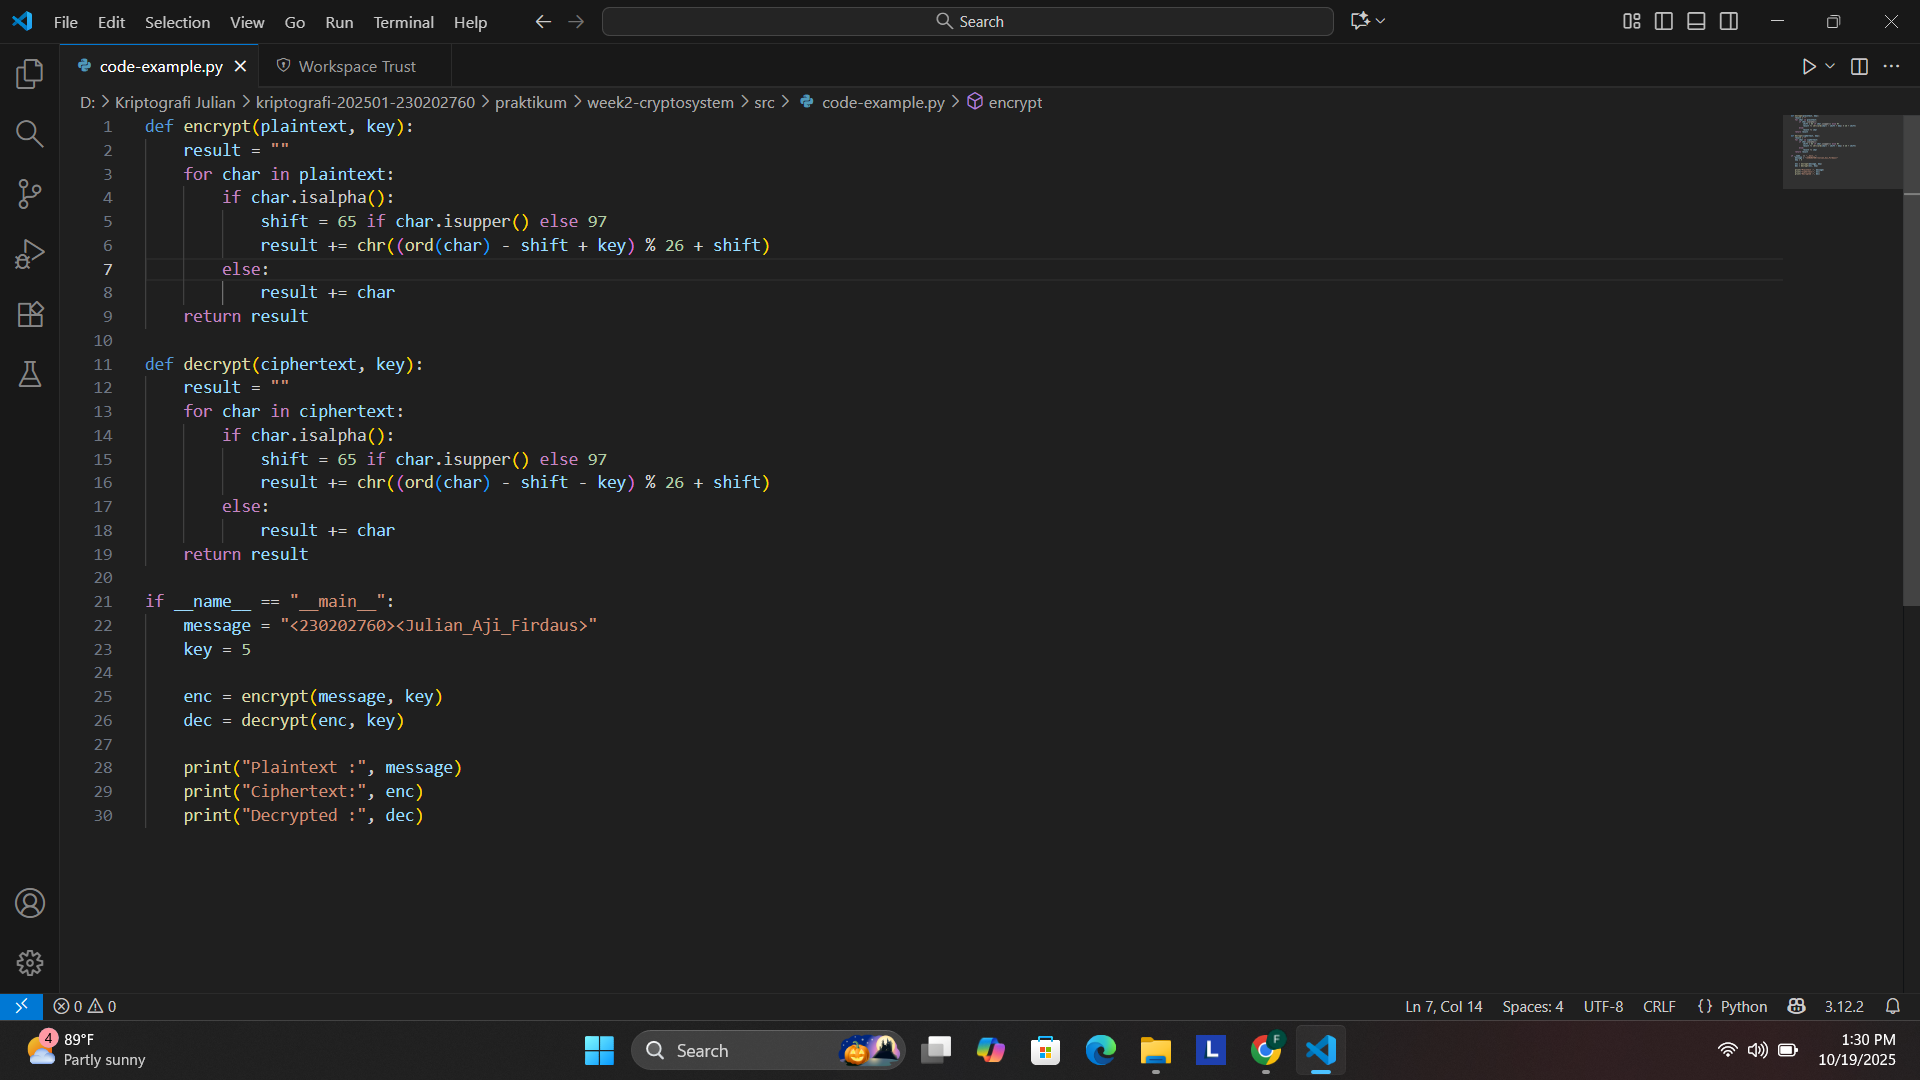 File Edit Selection View Go Run Terminal Help
Search
code-example.py
Workspace Trust
D: > Kriptografi Julian > kriptografi-202501-230202760 > praktikum > week2-cryptosystem > src > code-example.py > encrypt
1 def encrypt(plaintext, key):
2     result = ""
3     for char in plaintext:
4         if char.isalpha():
5             shift = 65 if char.isupper() else 97
6             result += chr((ord(char) - shift + key) % 26 + shift)
7         else:
8             result += char
9     return result
10
11 def decrypt(ciphertext, key):
12     result = ""
13     for char in ciphertext:
14         if char.isalpha():
15             shift = 65 if char.isupper() else 97
16             result += chr((ord(char) - shift - key) % 26 + shift)
17         else:
18             result += char
19     return result
20
21 if __name__ == "__main__":
22     message = "<230202760><Julian_Aji_Firdaus>"
23     key = 5
24
25     enc = encrypt(message, key)
26     dec = decrypt(enc, key)
27
28     print("Plaintext :", message)
29     print("Ciphertext:", enc)
30     print("Decrypted :", dec)
0 0
Ln 7, Col 14 Spaces: 4 UTF-8 CRLF {} Python 3.12.2
4
89°F
Partly sunny
Search
L
F
1:30 PM
10/19/2025